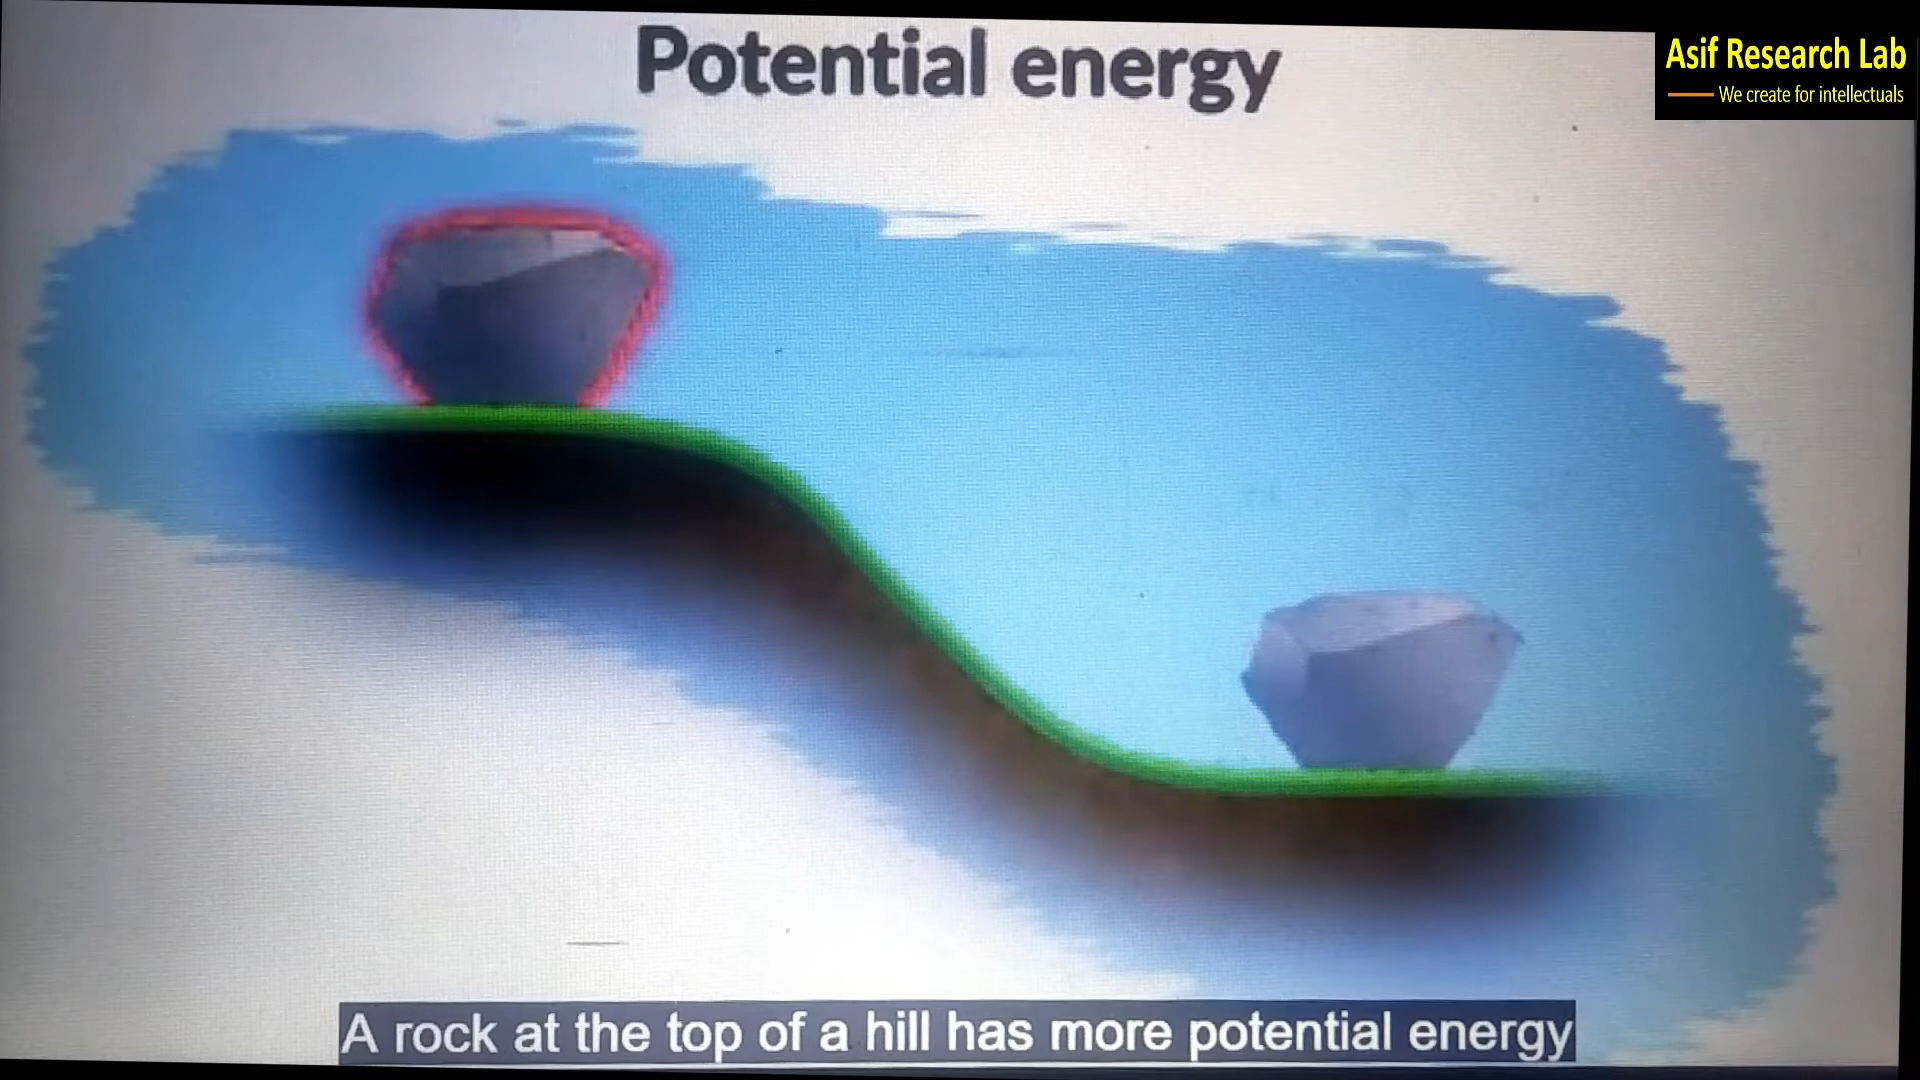 Potential energy
Asif Research Lab
We create for intellectuals
A rock at the top of a hill has more potential energy